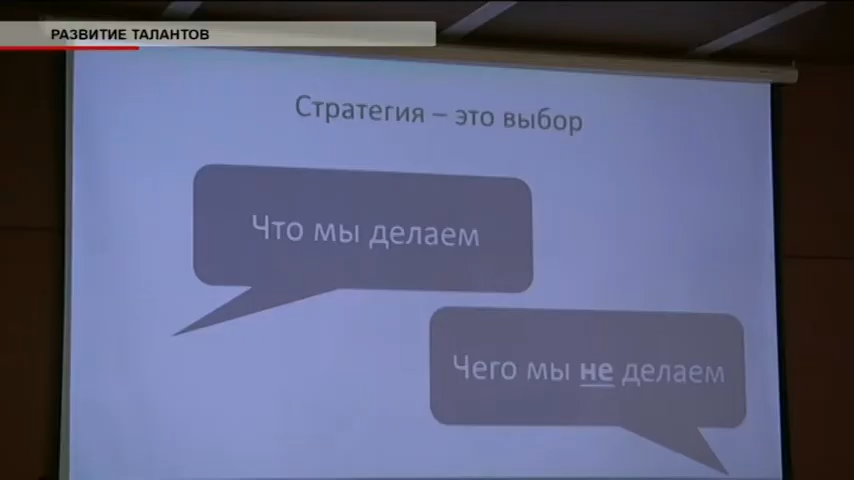 РАЗВИТИЕ ТАЛАНТОВ
Стратегия – это выбор
Что мы делаем
Чего мы не делаем